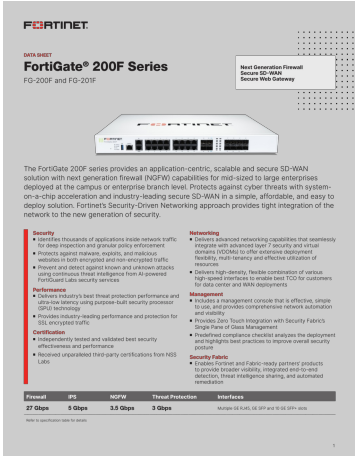 FORTINET
DATA SHEET
FortiGate® 200F Series
FG-200F and FG-201F
Next Generation Firewall
Secure SD-WAN
Secure Web Gateway
The FortiGate 200F series provides an application-centric, scalable and secure SD-WAN
solution with next generation firewall (NGFW) capabilities for mid-sized to large enterprises
deployed at the campus or enterprise branch level. Protects against cyber threats with system-
on-a-chip acceleration and industry-leading secure SD-WAN in a simple, affordable, and easy to
deploy solution. Fortinet's Security-Driven Networking approach provides tight integration of the
network to the new generation of security.
Security
■ Identifies thousands of applications inside network traffic
for deep inspection and granular policy enforcement
■ Protects against malware, exploits, and malicious
websites in both encrypted and non-encrypted traffic
■ Prevent and detect against known and unknown attacks
using continuous threat intelligence from AI-powered
FortiGuard Labs security services
Performance
■ Delivers industry's best threat protection performance and
ultra-low latency using purpose-built security processor
(SPU) technology
■ Provides industry-leading performance and protection for
SSL encrypted traffic
Certification
■ Independently tested and validated best security
effectiveness and performance
■ Received unparalleled third-party certifications from NSS
Labs
Networking
■ Delivers advanced networking capabilities that seamlessly
integrate with advanced layer 7 security and virtual
domains (VDOMs) to offer extensive deployment
flexibility, multi-tenancy and effective utilization of
resources
■ Delivers high-density, flexible combination of various
high-speed interfaces to enable best TCO for customers
for data center and WAN deployments
Management
■ Includes a management console that is effective, simple
to use, and provides comprehensive network automation
and visibility
■ Provides Zero Touch Integration with Security Fabric's
Single Pane of Glass Management
■ Predefined compliance checklist analyzes the deployment
and highlights best practices to improve overall security
posture
Security Fabric
■ Enables Fortinet and Fabric-ready partners' products
to provide broader visibility, integrated end-to-end
detection, threat intelligence sharing, and automated
remediation
Firewall IPS NGFW Threat Protection Interfaces
27 Gbps 5 Gbps 3.5 Gbps 3 Gbps Multiple GE RJ45, GE SFP and 10 GE SFP+ slots
Refer to specification table for details
1